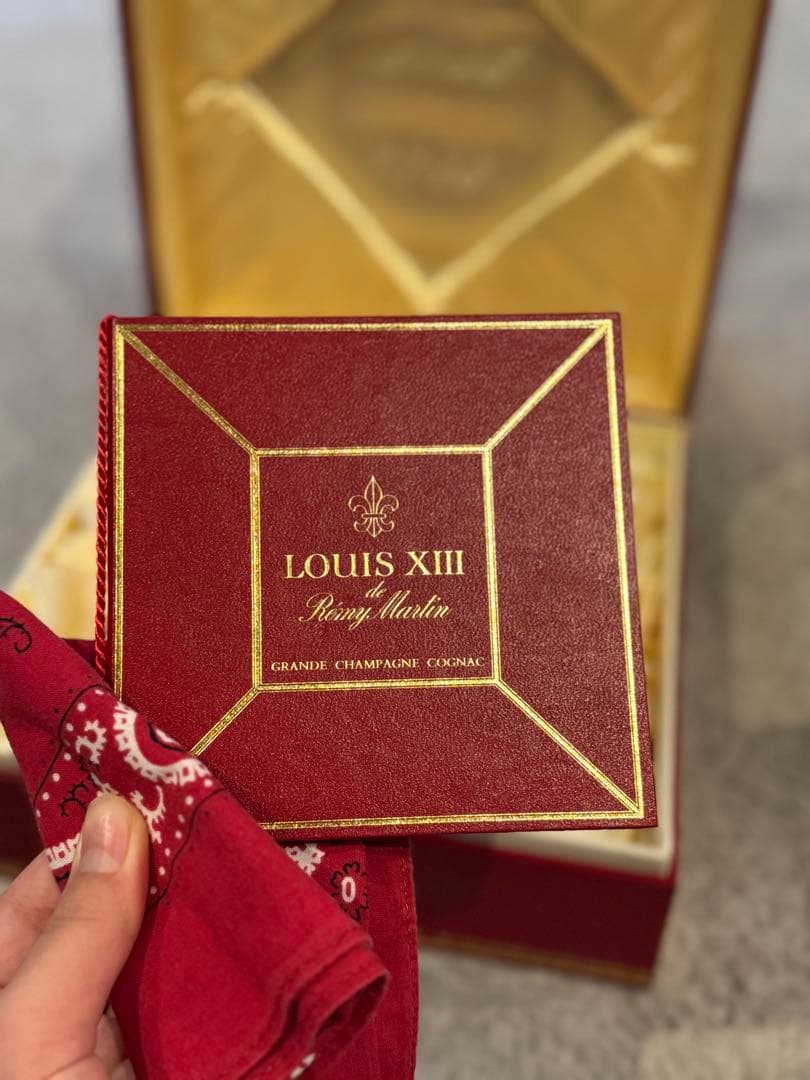 LOUIS XIII
de
Rémy Martin
GRANDE CHAMPAGNE COGNAC